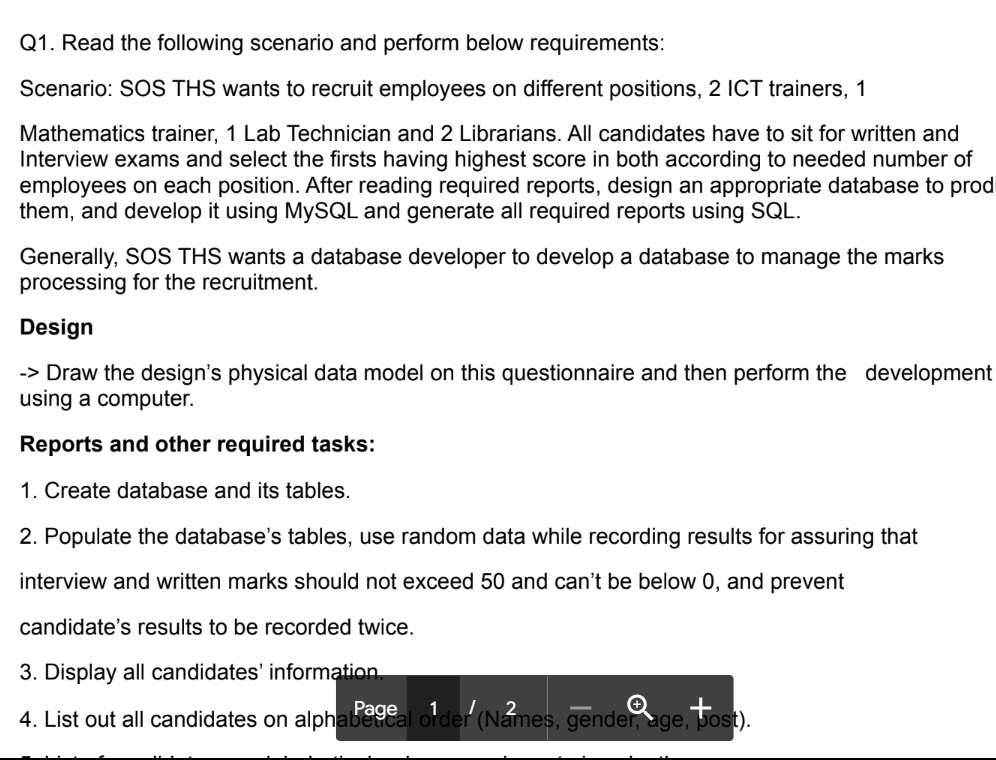 Q1. Read the following scenario and perform below requirements:
Scenario: SOS THS wants to recruit employees on different positions, 2 ICT trainers, 1
Mathematics trainer, 1 Lab Technician and 2 Librarians. All candidates have to sit for written and
Interview exams and select the firsts having highest score in both according to needed number of
employees on each position. After reading required reports, design an appropriate database to prod
them, and develop it using MySQL and generate all required reports using SQL.
Generally, SOS THS wants a database developer to develop a database to manage the marks
processing for the recruitment.
Design
-> Draw the design's physical data model on this questionnaire and then perform the development
using a computer.
Reports and other required tasks:
1. Create database and its tables.
2. Populate the database's tables, use random data while recording results for assuring that
interview and written marks should not exceed 50 and can't be below 0, and prevent
candidate's results to be recorded twice.
3. Display all candidates' information.
4. List out all candidates on alphabetical order (Names, gender, age, post).
Page 1 / 2